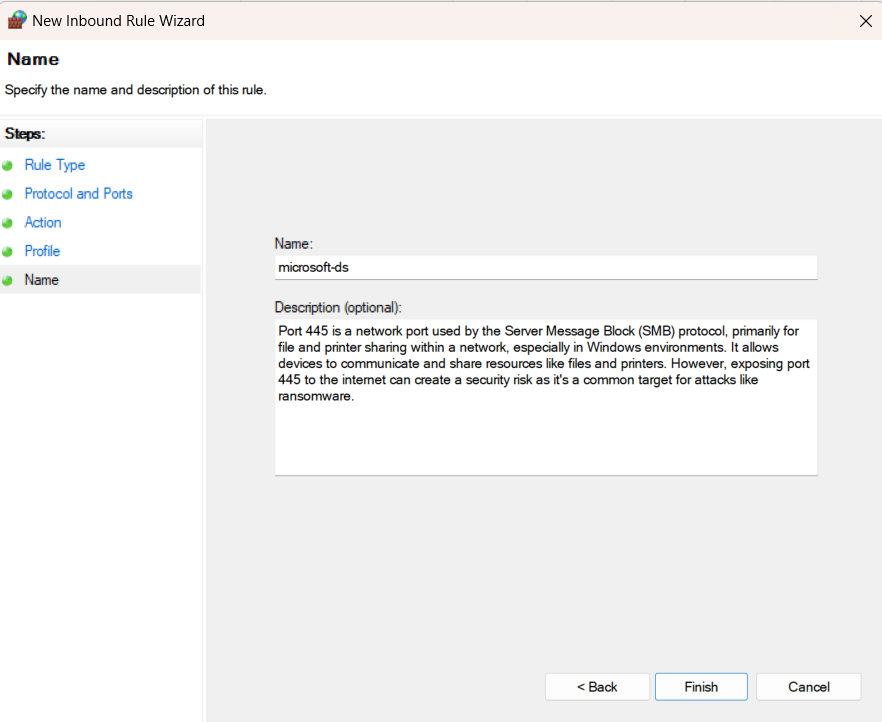 New Inbound Rule Wizard
Name
Specify the name and description of this rule.
Steps:
Rule Type
Protocol and Ports
Action
Profile
Name
Name:
microsoft-ds
Description (optional):
Port 445 is a network port used by the Server Message Block (SMB) protocol, primarily for
file and printer sharing within a network, especially in Windows environments. It allows
devices to communicate and share resources like files and printers. However, exposing port
445 to the internet can create a security risk as it's a common target for attacks like
ransomware.
< Back
Finish
Cancel